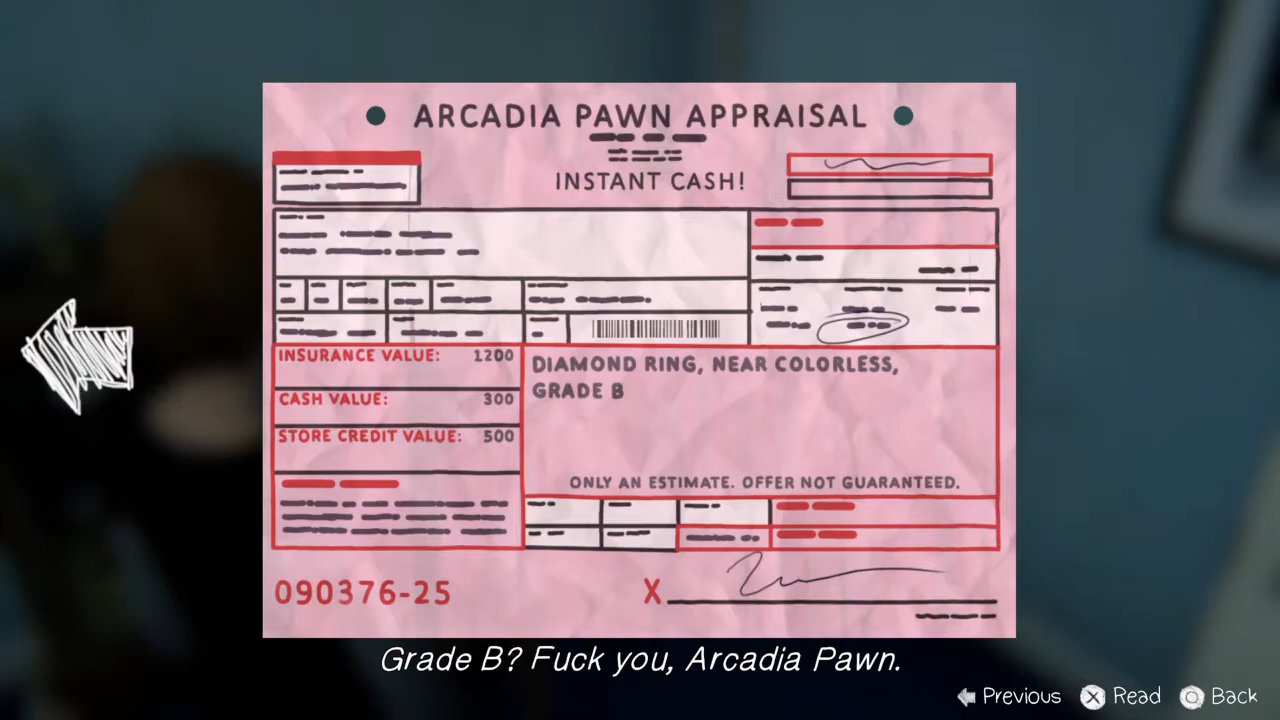 ARCADIA PAWN APPRAISAL
INSTANT CASH!
INSURANCE VALUE: 1200
CASH VALUE: 300
STORE CREDIT VALUE: 500
DIAMOND RING, NEAR COLORLESS,
GRADE B
ONLY AN ESTIMATE. OFFER NOT GUARANTEED.
090376-25
X
Grade B? Fuck you, Arcadia Pawn.
Previous
Read
Back